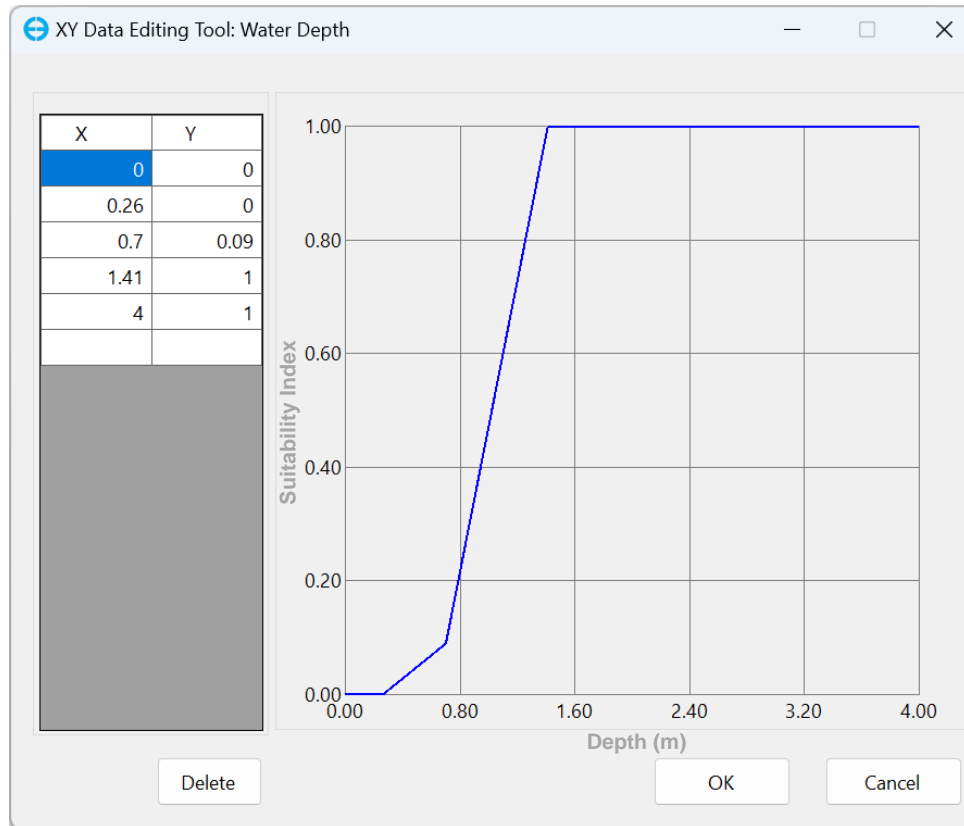 XY Data Editing Tool: Water Depth
X Y
0 0
0.26 0
0.7 0.09
1.41 1
4 1
1.00
0.80
0.60
0.40
0.20
0.00
Suitability Index
0.00 0.80 1.60 2.40 3.20 4.00
Depth (m)
Delete OK Cancel